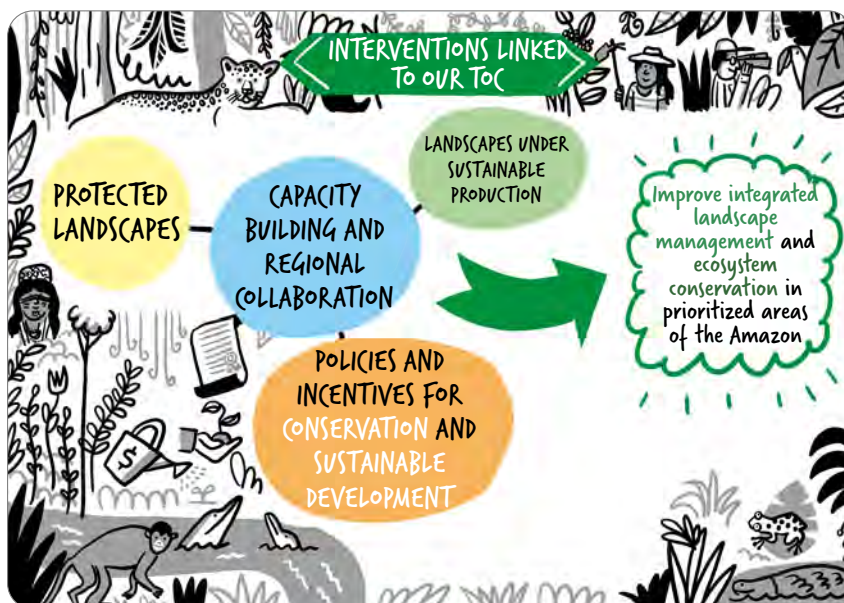 INTERVENTIONS LINKED
TO OUR TOC
PROTECTED
LANDSCAPES
CAPACITY
BUILDING AND
REGIONAL
COLLABORATION
LANDSCAPES UNDER
SUSTAINABLE
PRODUCTION
POLICIES AND
INCENTIVES FOR
CONSERVATION AND
SUSTAINABLE
DEVELOPMENT
Improve integrated
landscape
management and
ecosystem
conservation in
prioritized areas
of the Amazon
$